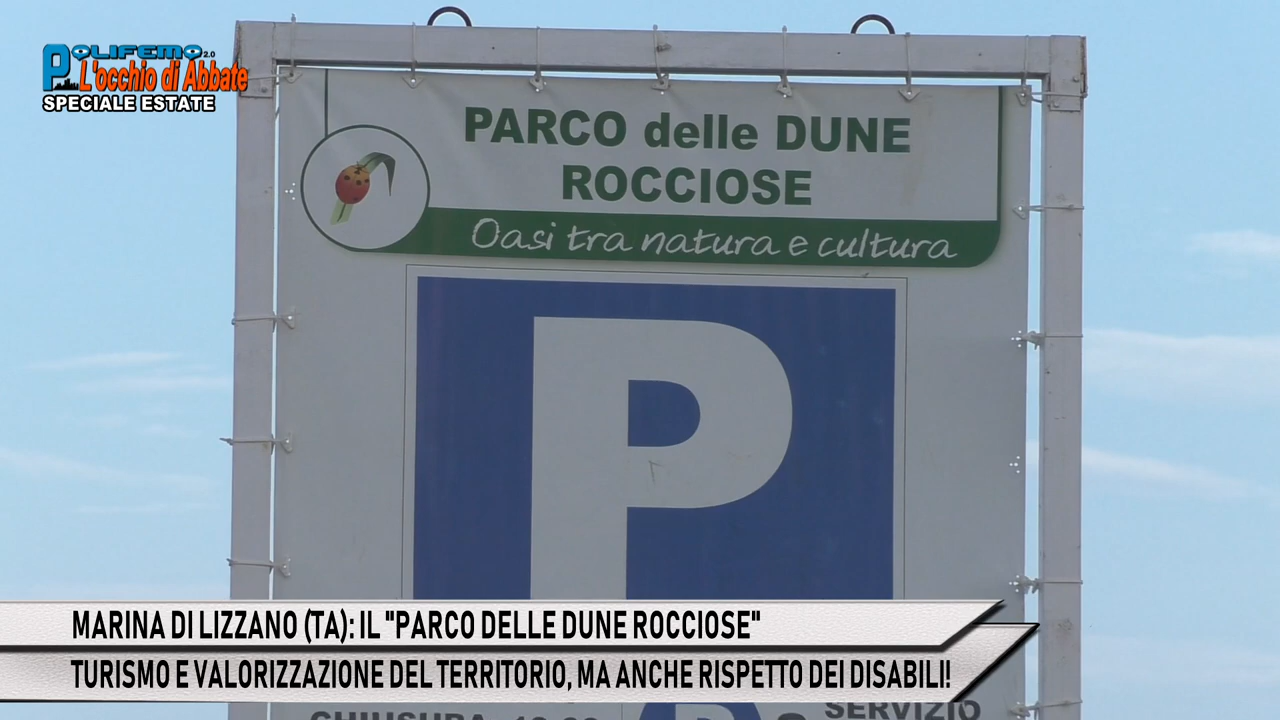 POLIFEMO 2.0
L'occhio di Abbate
SPECIALE ESTATE
PARCO delle DUNE
ROCCIOSE
Oasi tra natura e cultura
P
MARINA DI LIZZANO (TA): IL "PARCO DELLE DUNE ROCCIOSE"
TURISMO E VALORIZZAZIONE DEL TERRITORIO, MA ANCHE RISPETTO DEI DISABILI!
CHIUSURA
SERVIZIO